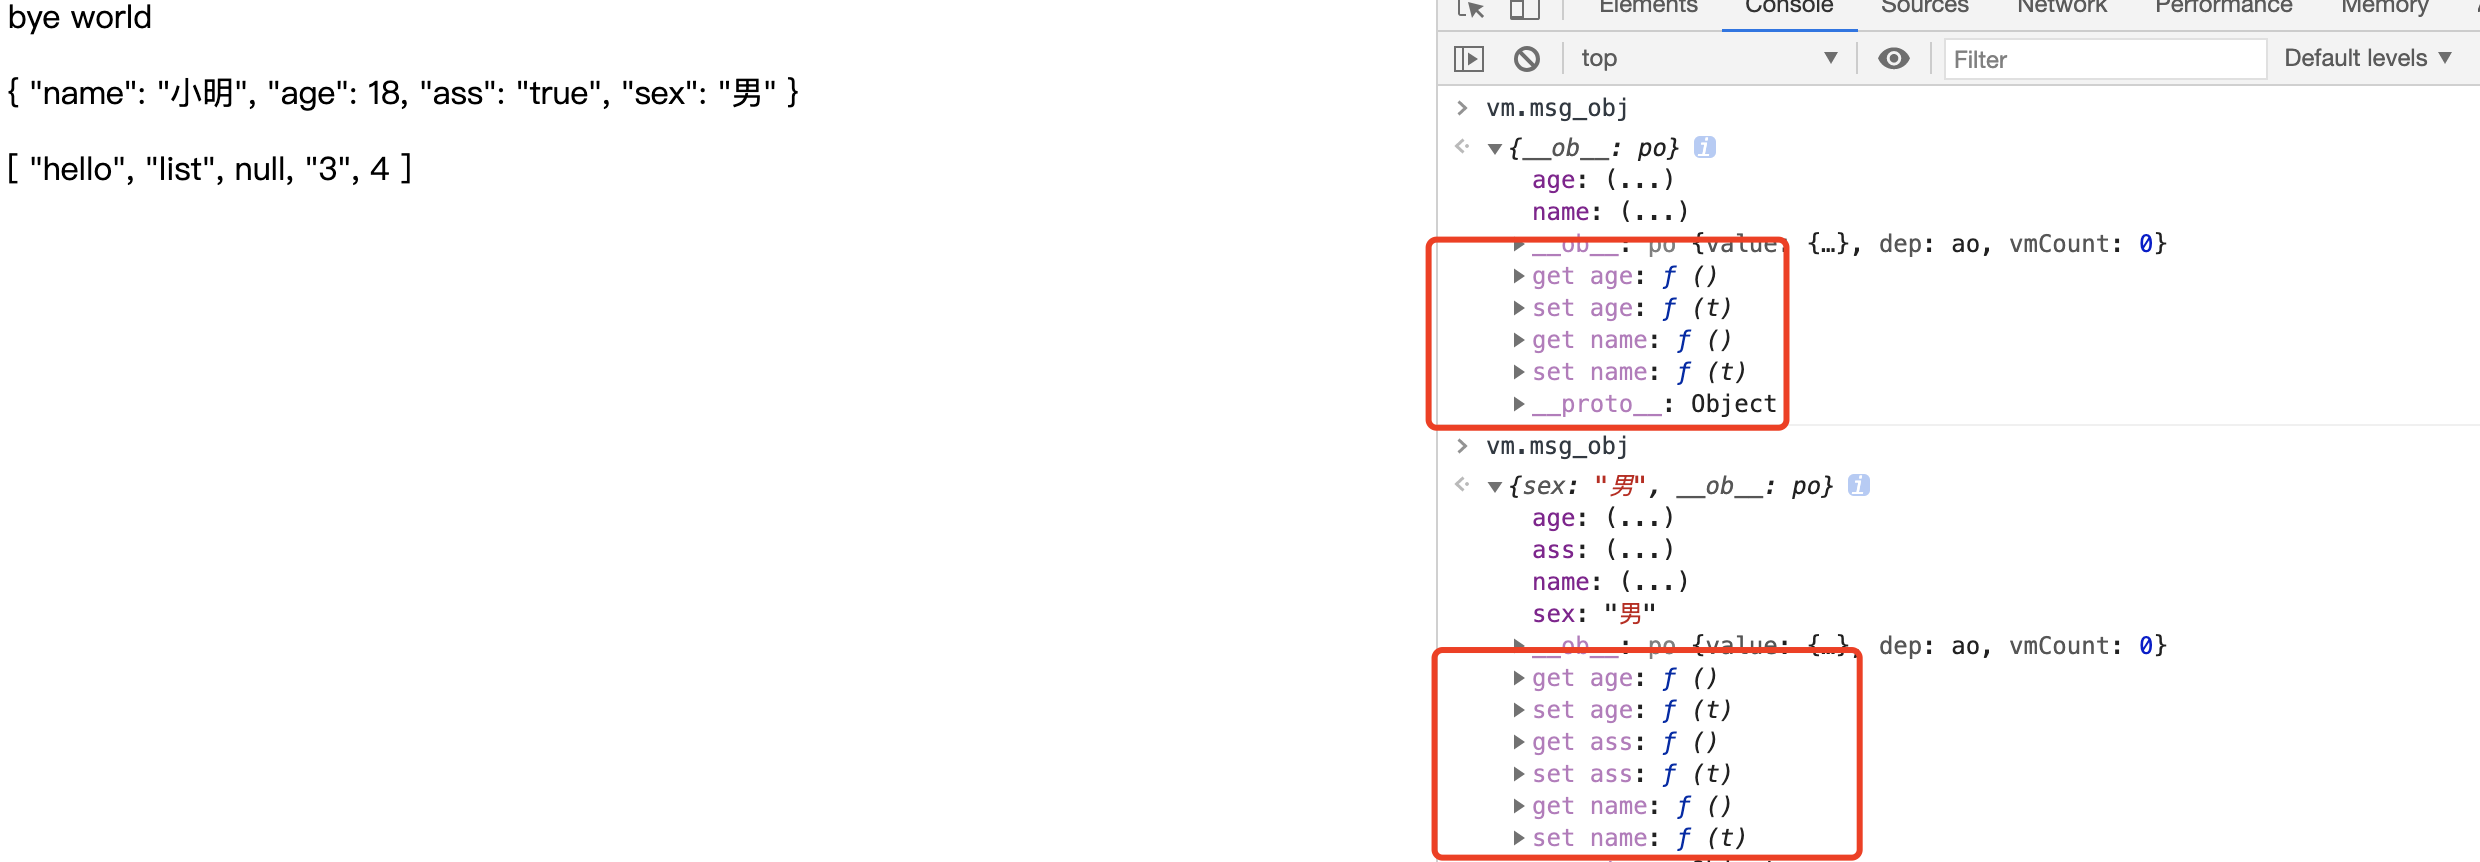 bye world
{ "name": "小明", "age": 18, "ass": "true", "sex": "男" }
[ "hello", "list", null, "3", 4 ]
Elements Console Sources Network Performance Memory
top Filter Default levels
vm.msg_obj
{__ob__: po}
age: (...)
name: (...)
__ob__: po {value: {…}, dep: ao, vmCount: 0}
get age: ƒ ()
set age: ƒ (t)
get name: ƒ ()
set name: ƒ (t)
__proto__: Object
vm.msg_obj
{sex: "男", __ob__: po}
age: (...)
ass: (...)
name: (...)
sex: "男"
__ob__: po {value: {…}, dep: ao, vmCount: 0}
get age: ƒ ()
set age: ƒ (t)
get ass: ƒ ()
set ass: ƒ (t)
get name: ƒ ()
set name: ƒ (t)